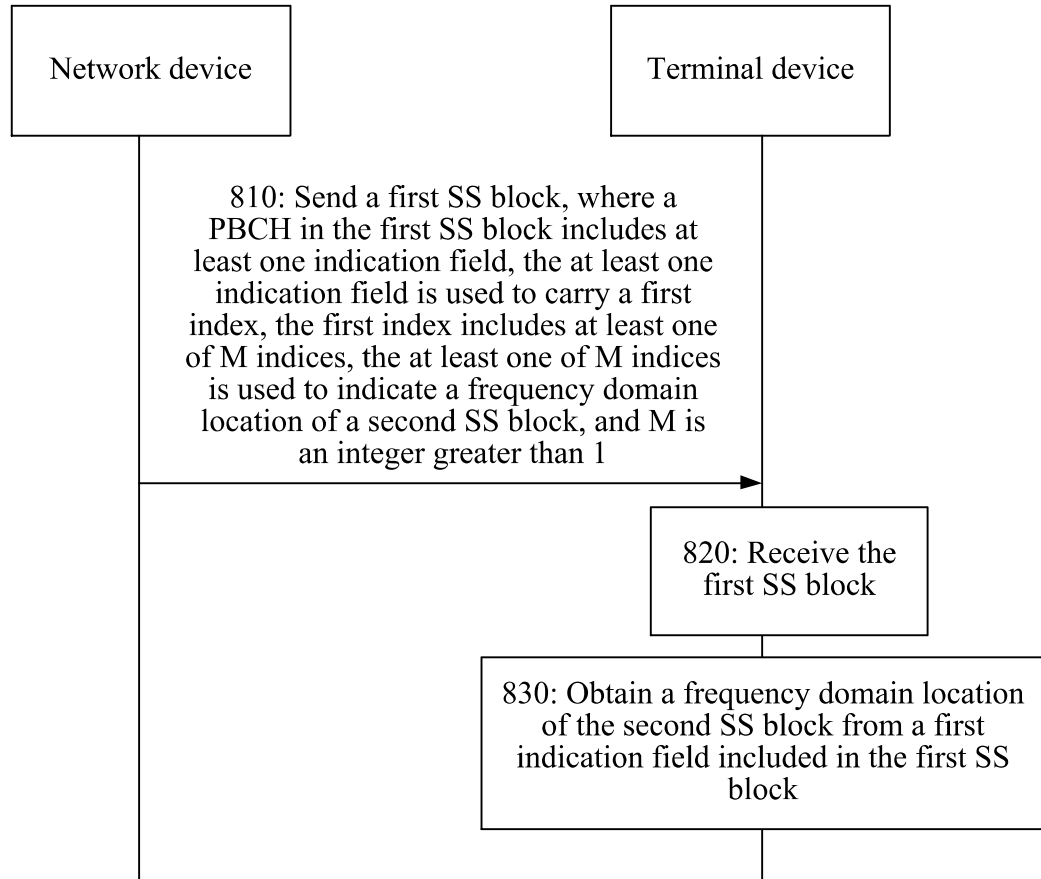 Network device
Terminal device
810: Send a first SS block, where a
PBCH in the first SS block includes at
least one indication field, the at least one
indication field is used to carry a first
index, the first index includes at least one
of M indices, the at least one of M indices
is used to indicate a frequency domain
location of a second SS block, and M is
an integer greater than 1
820: Receive the
first SS block
830: Obtain a frequency domain location
of the second SS block from a first
indication field included in the first SS
block